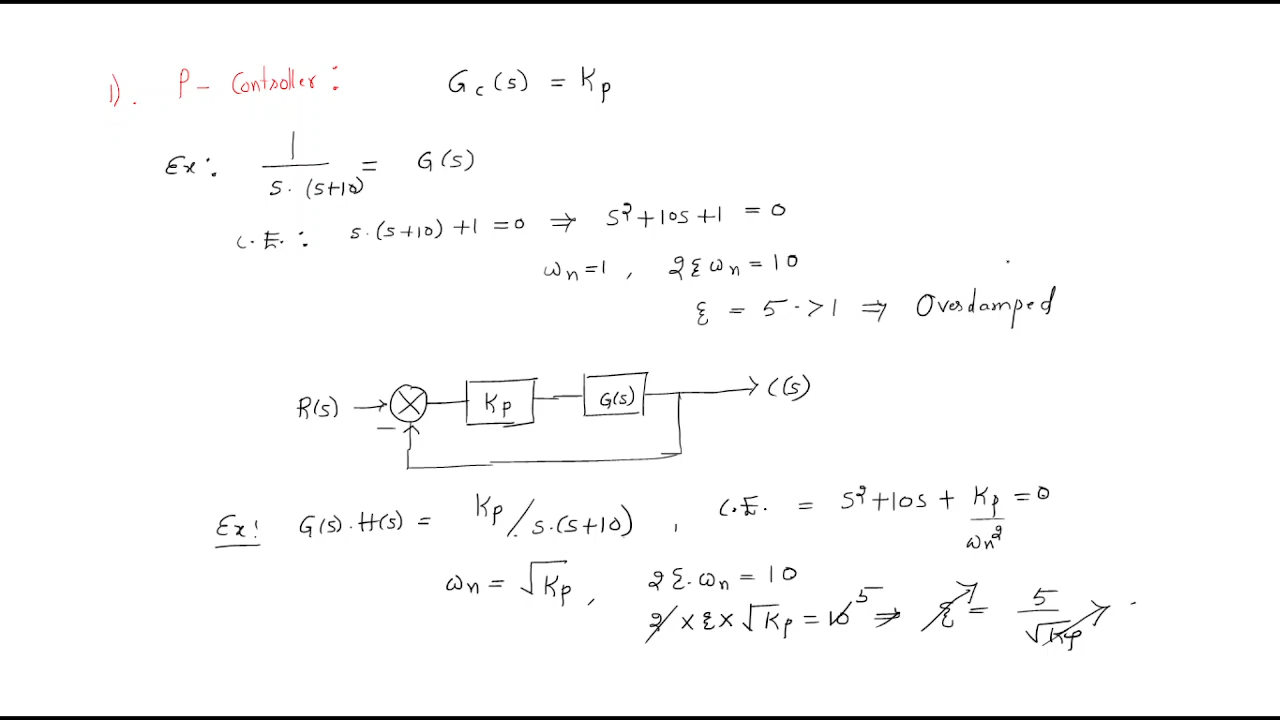 1). P - Controller : Gc(s) = Kp
Ex: 1/(s.(s+10)) = G(s)
C.E. : s.(s+10) +1 = 0 ⇒ s²+10s+1 = 0
ωn=1 , 2ξωn = 10
ξ = 5 . > 1 ⇒ Overdamped
R(s) − Kp G(s) C(s)
Ex! G(s).H(s) = Kp/s.(s+10) , C.E. = s²+10s + Kp = 0
ωn²
ωn = √Kp , 2ξ.ωn = 10
2 × ξ × √Kp = 10 5 ⇒ ξ = 5/√Kp